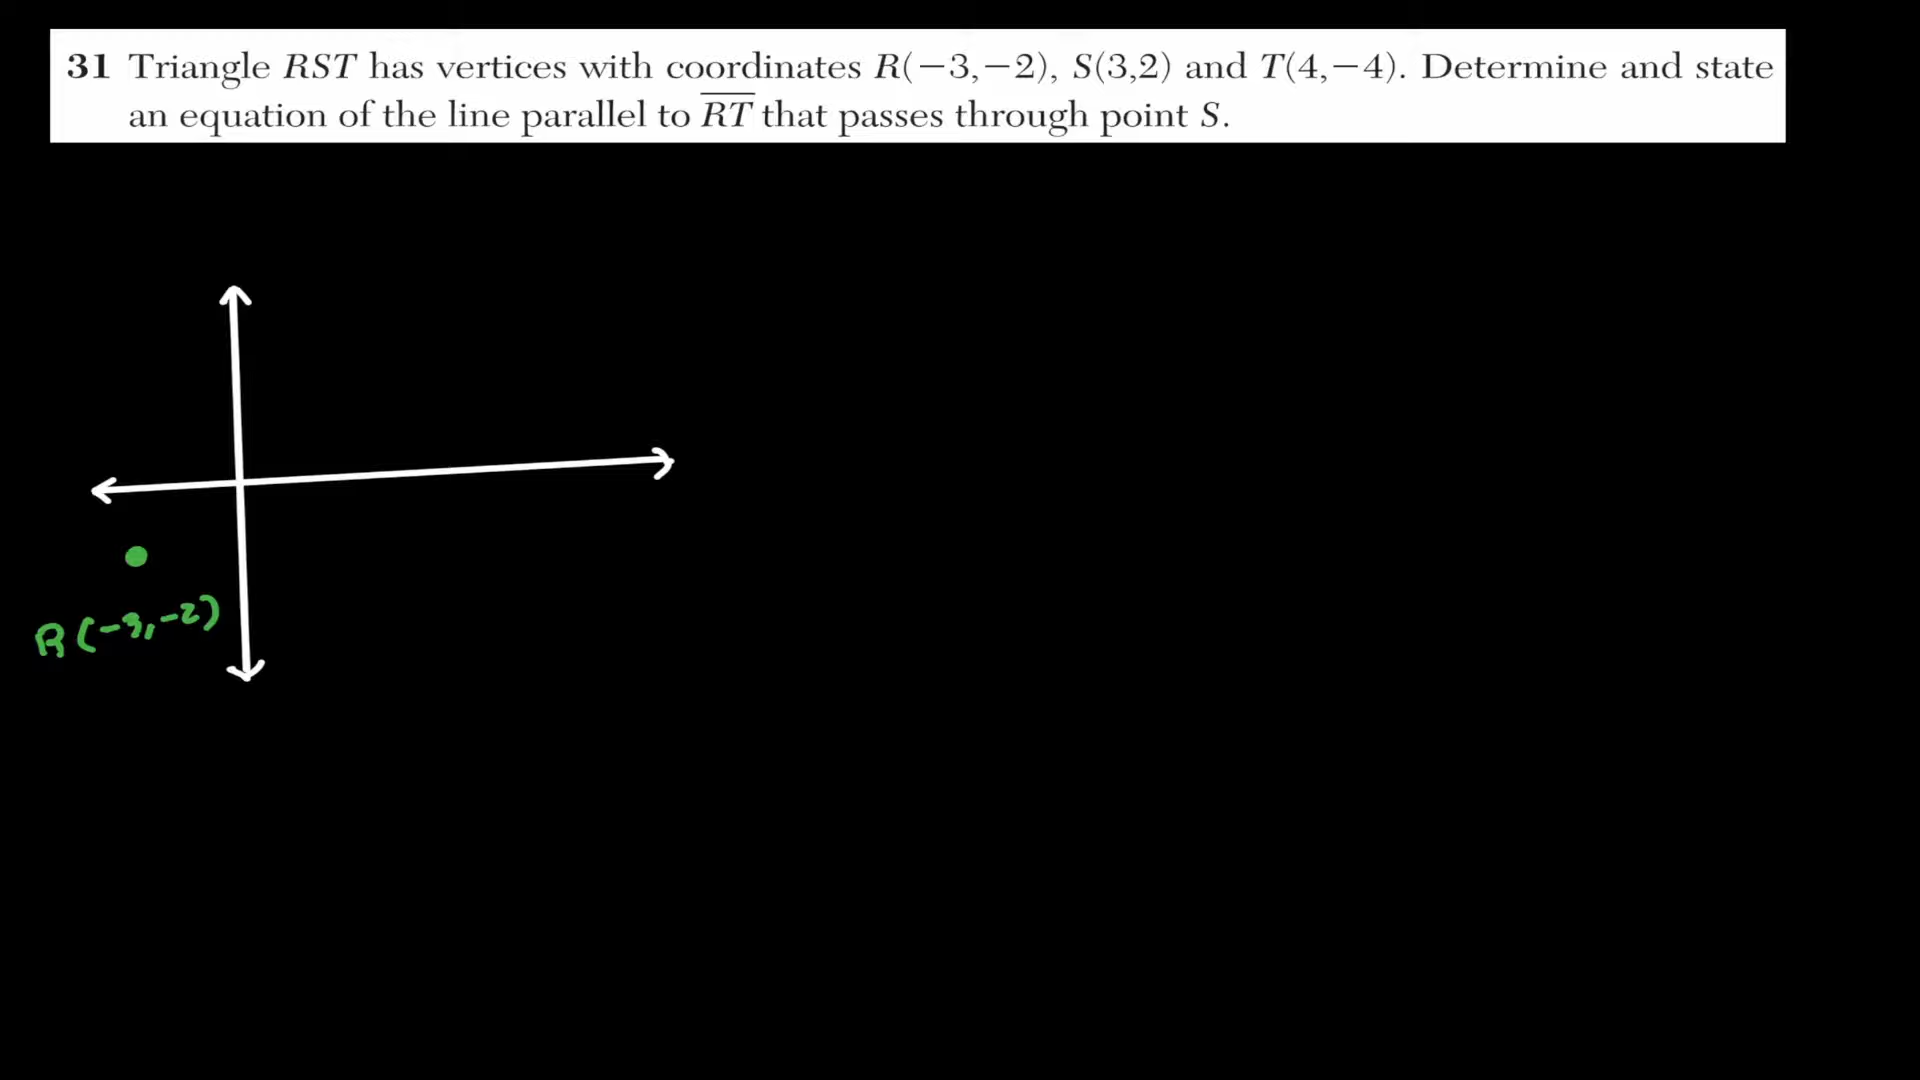 31 Triangle RST has vertices with coordinates R(−3,−2), S(3,2) and T(4,−4). Determine and state
an equation of the line parallel to R̅T̅ that passes through point S.
R(-3,-2)